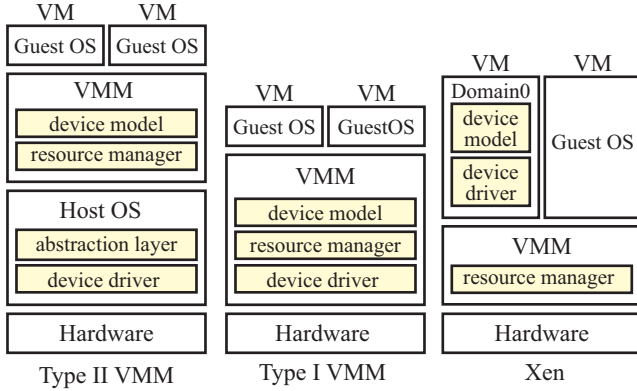 VM VM
Guest OS Guest OS
VMM
device model
resource manager
Host OS
abstraction layer
device driver
Hardware
Type II VMM
VM VM
Guest OS GuestOS
VMM
device model
resource manager
device driver
Hardware
Type I VMM
VM VM
Domain0
device
model
device
driver
Guest OS
VMM
resource manager
Hardware
Xen